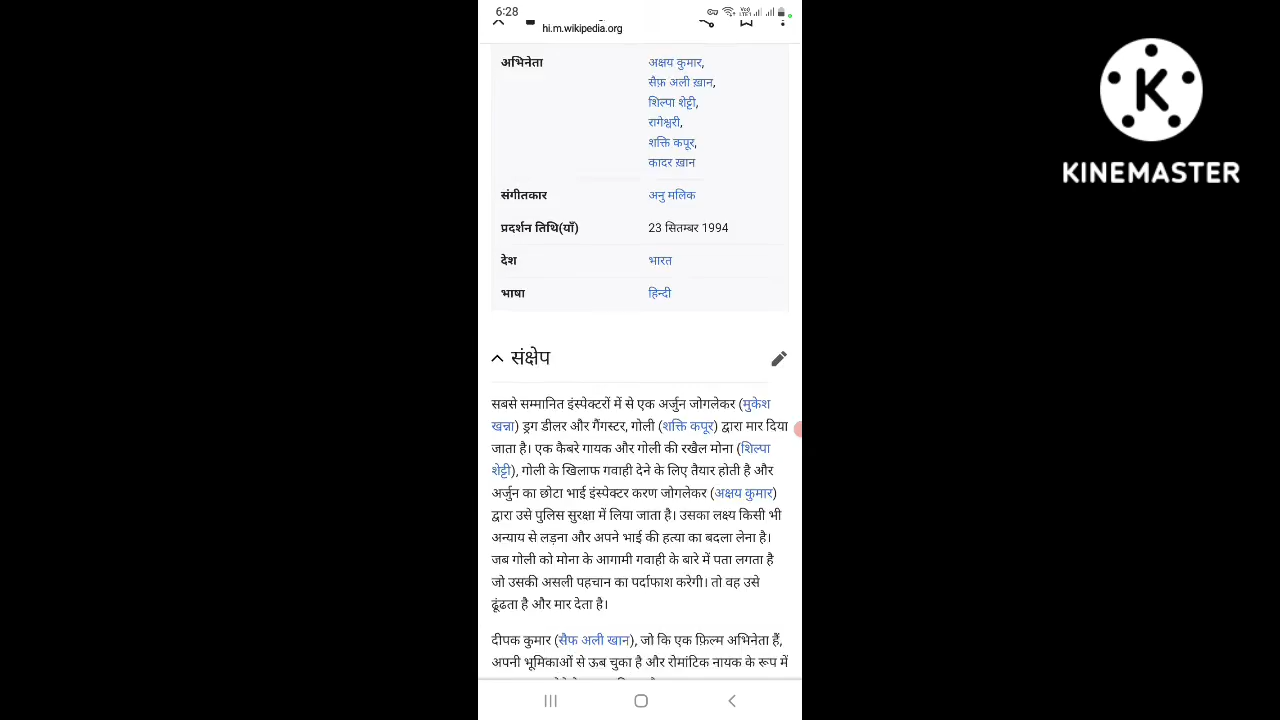 6:28
hi.m.wikipedia.org
अभिनेता अक्षय कुमार,
सैफ़ अली ख़ान,
शिल्पा शेट्टी,
रागेश्वरी,
शक्ति कपूर,
कादर ख़ान
संगीतकार अनु मलिक
प्रदर्शन तिथि(याँ) 23 सितम्बर 1994
देश भारत
भाषा हिन्दी
संक्षेप
सबसे सम्मानित इंस्पेक्टरों में से एक अर्जुन जोगलेकर (मुकेश
खन्ना) ड्रग डीलर और गैंगस्टर, गोली (शक्ति कपूर) द्वारा मार दिया
जाता है। एक कैबरे गायक और गोली की रखैल मोना (शिल्पा
शेट्टी), गोली के खिलाफ गवाही देने के लिए तैयार होती है और
अर्जुन का छोटा भाई इंस्पेक्टर करण जोगलेकर (अक्षय कुमार)
द्वारा उसे पुलिस सुरक्षा में लिया जाता है। उसका लक्ष्य किसी भी
अन्याय से लड़ना और अपने भाई की हत्या का बदला लेना है।
जब गोली को मोना के आगामी गवाही के बारे में पता लगता है
जो उसकी असली पहचान का पर्दाफाश करेगी। तो वह उसे
ढूंढता है और मार देता है।
दीपक कुमार (सैफ अली खान), जो कि एक फ़िल्म अभिनेता हैं,
अपनी भूमिकाओं से ऊब चुका है और रोमांटिक नायक के रूप में
K
KINEMASTER